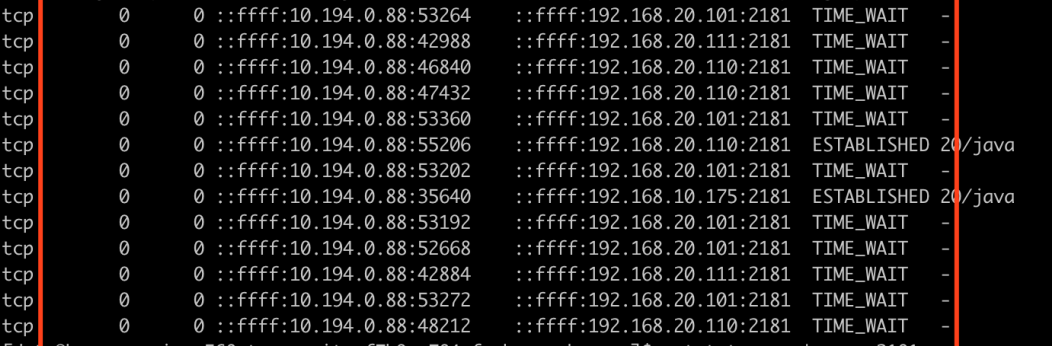 tcp 0 0 ::ffff:10.194.0.88:53264 ::ffff:192.168.20.101:2181 TIME_WAIT -
tcp 0 0 ::ffff:10.194.0.88:42988 ::ffff:192.168.20.111:2181 TIME_WAIT -
tcp 0 0 ::ffff:10.194.0.88:46840 ::ffff:192.168.20.110:2181 TIME_WAIT -
tcp 0 0 ::ffff:10.194.0.88:47432 ::ffff:192.168.20.110:2181 TIME_WAIT -
tcp 0 0 ::ffff:10.194.0.88:53360 ::ffff:192.168.20.101:2181 TIME_WAIT -
tcp 0 0 ::ffff:10.194.0.88:55206 ::ffff:192.168.20.110:2181 ESTABLISHED 20/java
tcp 0 0 ::ffff:10.194.0.88:53202 ::ffff:192.168.20.101:2181 TIME_WAIT -
tcp 0 0 ::ffff:10.194.0.88:35640 ::ffff:192.168.10.175:2181 ESTABLISHED 20/java
tcp 0 0 ::ffff:10.194.0.88:53192 ::ffff:192.168.20.101:2181 TIME_WAIT -
tcp 0 0 ::ffff:10.194.0.88:52668 ::ffff:192.168.20.101:2181 TIME_WAIT -
tcp 0 0 ::ffff:10.194.0.88:42884 ::ffff:192.168.20.111:2181 TIME_WAIT -
tcp 0 0 ::ffff:10.194.0.88:53272 ::ffff:192.168.20.101:2181 TIME_WAIT -
tcp 0 0 ::ffff:10.194.0.88:48212 ::ffff:192.168.20.110:2181 TIME_WAIT -